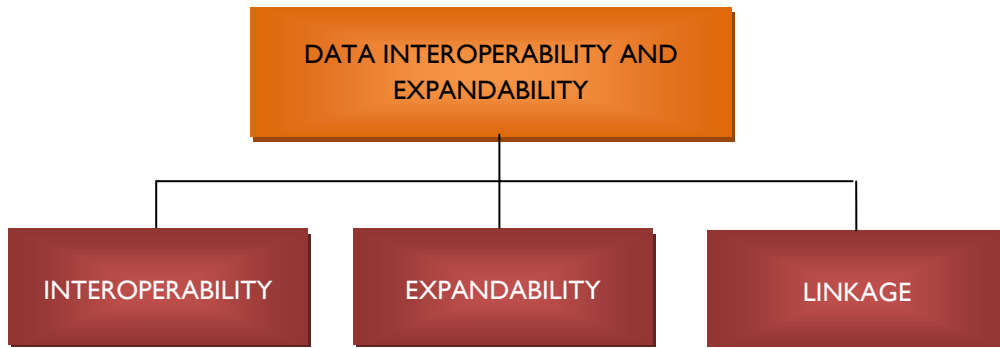 DATA INTEROPERABILITY AND
EXPANDABILITY
INTEROPERABILITY
EXPANDABILITY
LINKAGE